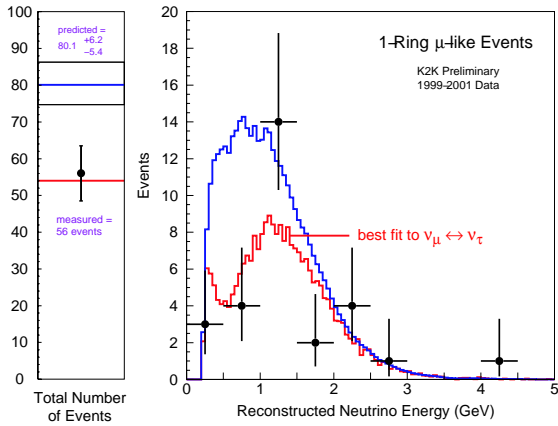 100
90
80
70
60
50
40
30
20
10
0
predicted =
80.1 +6.2
−5.4
measured =
56 events
Total Number
of Events
20
18
16
14
12
10
8
6
4
2
0
Events
1-Ring μ-like Events
K2K Preliminary
1999-2001 Data
best fit to νμ ↔ ντ
0 1 2 3 4 5
Reconstructed Neutrino Energy (GeV)